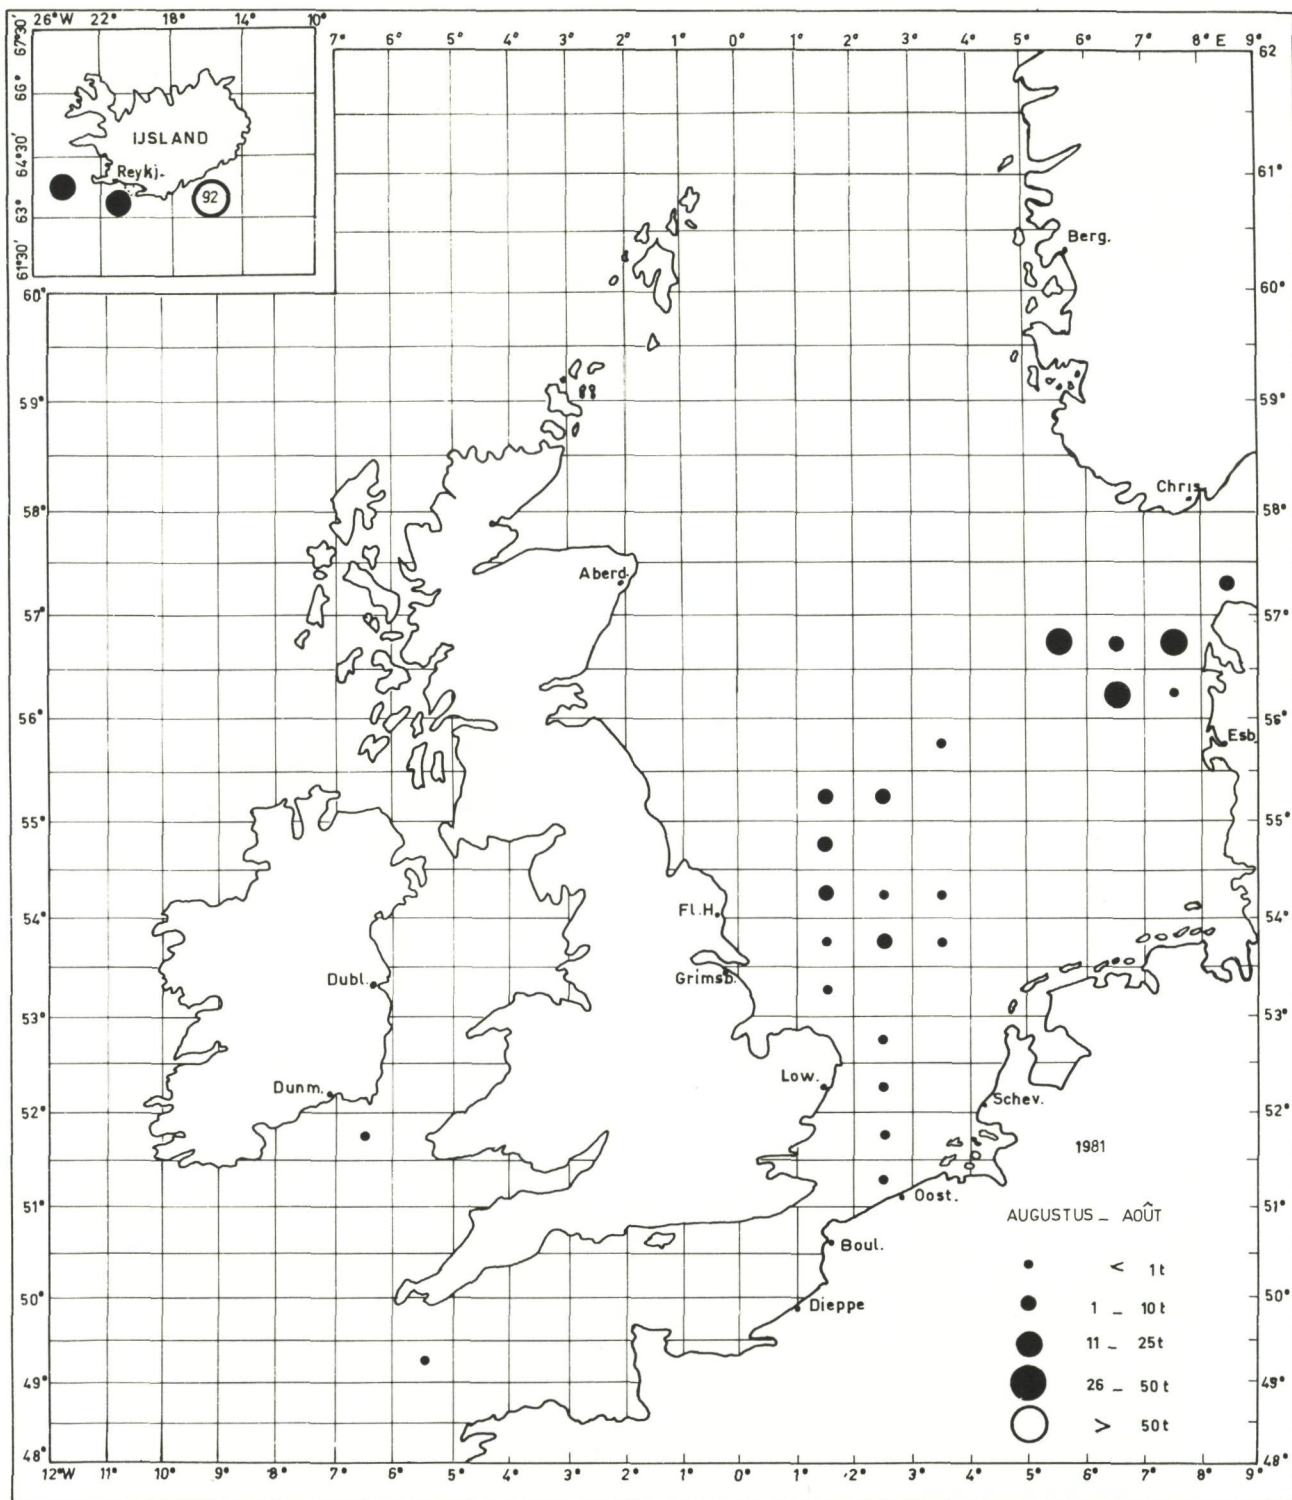 26°W 22° 18° 14° 10°
67°30'
66°
64°30'
63°
61°30'
IJSLAND
Reykj.
92
7° 6° 5° 4° 3° 2° 1° 0° 1° 2° 3° 4° 5° 6° 7° 8° E 9°
62
61°
61°
60°
60°
59°
59°
58°
58°
57°
57°
56°
56°
55°
55°
54°
54°
53°
53°
52°
52°
51°
51°
50°
50°
49°
49°
48°
48°
Berg.
Chris.
Aberd.
Esb.
Fl.H.
Grimsb.
Dubl.
Dunm.
Low.
Schev.
Oost.
Boul.
Dieppe
1981
AUGUSTUS _ AOÛT
< 1t
1 _ 10t
11 _ 25t
26 _ 50t
> 50t
12°W 11° 10° 9° 8° 7° 6° 5° 4° 3° 2° 1° 0° 1° 2° 3° 4° 5° 6° 7° 8° 9°